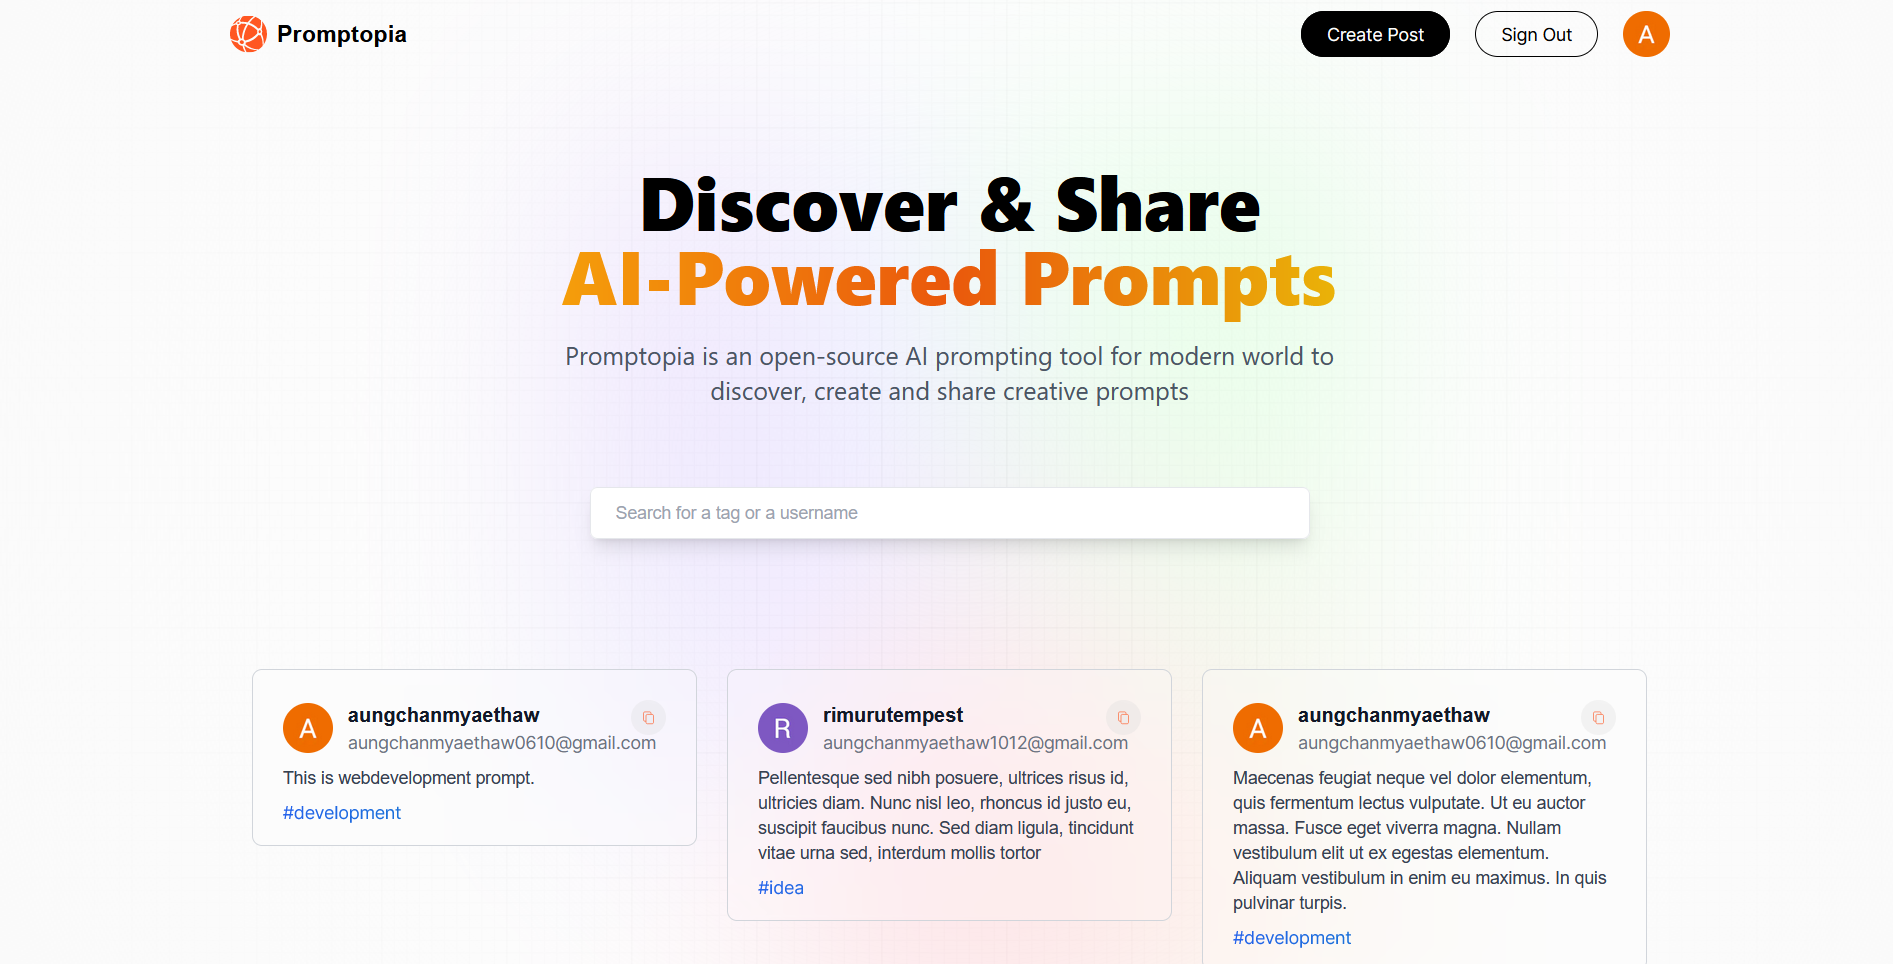 Promptopia
Create Post
Sign Out
A
Discover & Share
AI-Powered Prompts
Promptopia is an open-source AI prompting tool for modern world to
discover, create and share creative prompts
Search for a tag or a username
A
aungchanmyaethaw
aungchanmyaethaw0610@gmail.com
This is webdevelopment prompt.
#development
R
rimurutempest
aungchanmyaethaw1012@gmail.com
Pellentesque sed nibh posuere, ultrices risus id,
ultricies diam. Nunc nisl leo, rhoncus id justo eu,
suscipit faucibus nunc. Sed diam ligula, tincidunt
vitae urna sed, interdum mollis tortor
#idea
A
aungchanmyaethaw
aungchanmyaethaw0610@gmail.com
Maecenas feugiat neque vel dolor elementum,
quis fermentum lectus vulputate. Ut eu auctor
massa. Fusce eget viverra magna. Nullam
vestibulum elit ut ex egestas elementum.
Aliquam vestibulum in enim eu maximus. In quis
pulvinar turpis.
#development